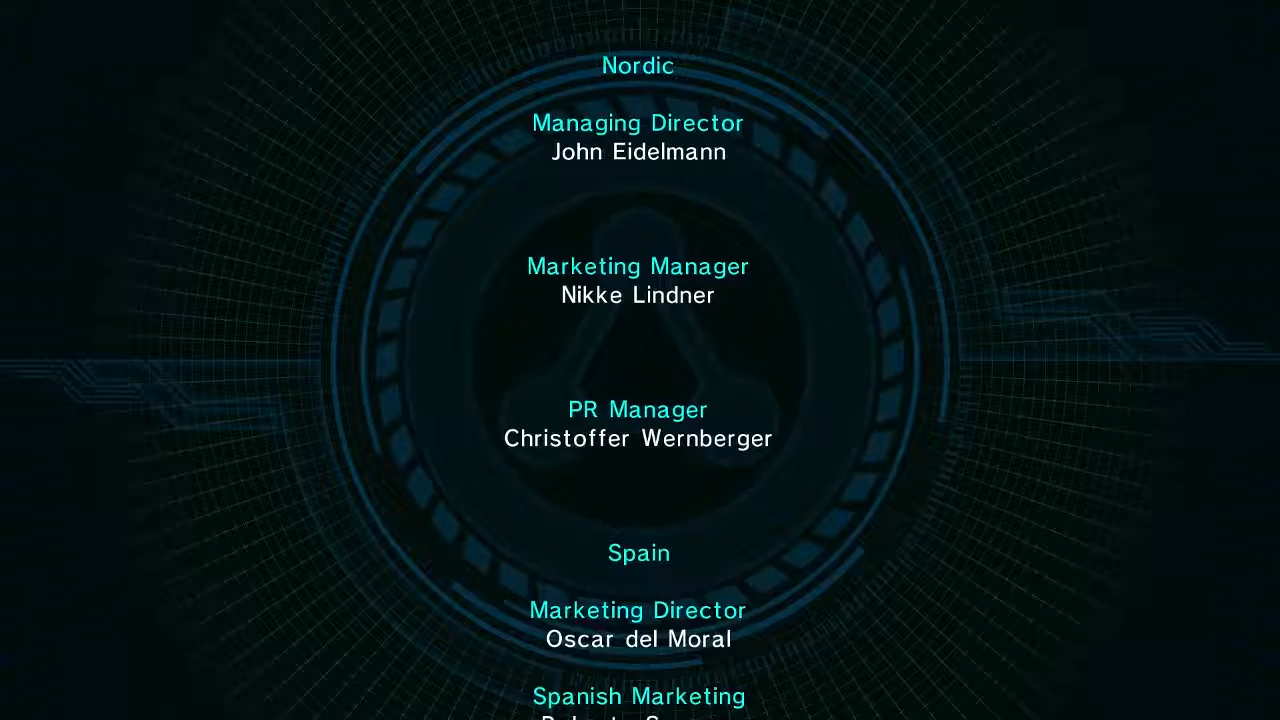 Nordic
Managing Director
John Eidelmann
Marketing Manager
Nikke Lindner
PR Manager
Christoffer Wernberger
Spain
Marketing Director
Oscar del Moral
Spanish Marketing